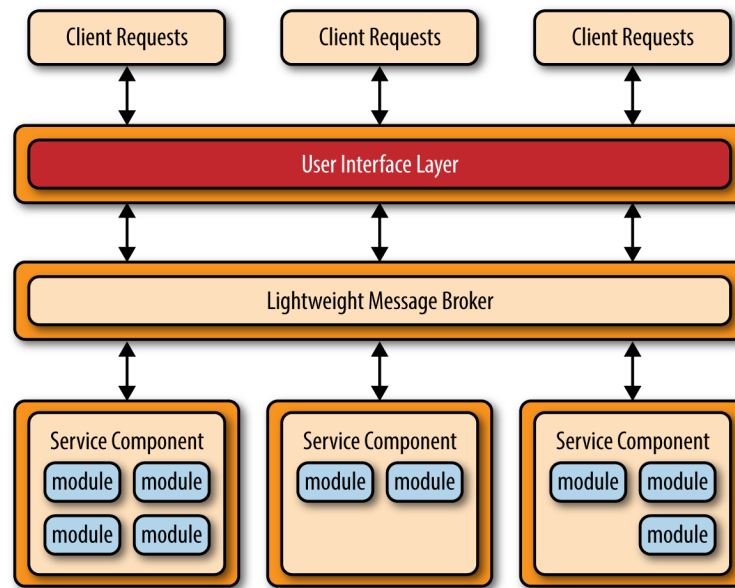 Client Requests
Client Requests
Client Requests
User Interface Layer
Lightweight Message Broker
Service Component
module
module
module
module
Service Component
module
module
Service Component
module
module
module